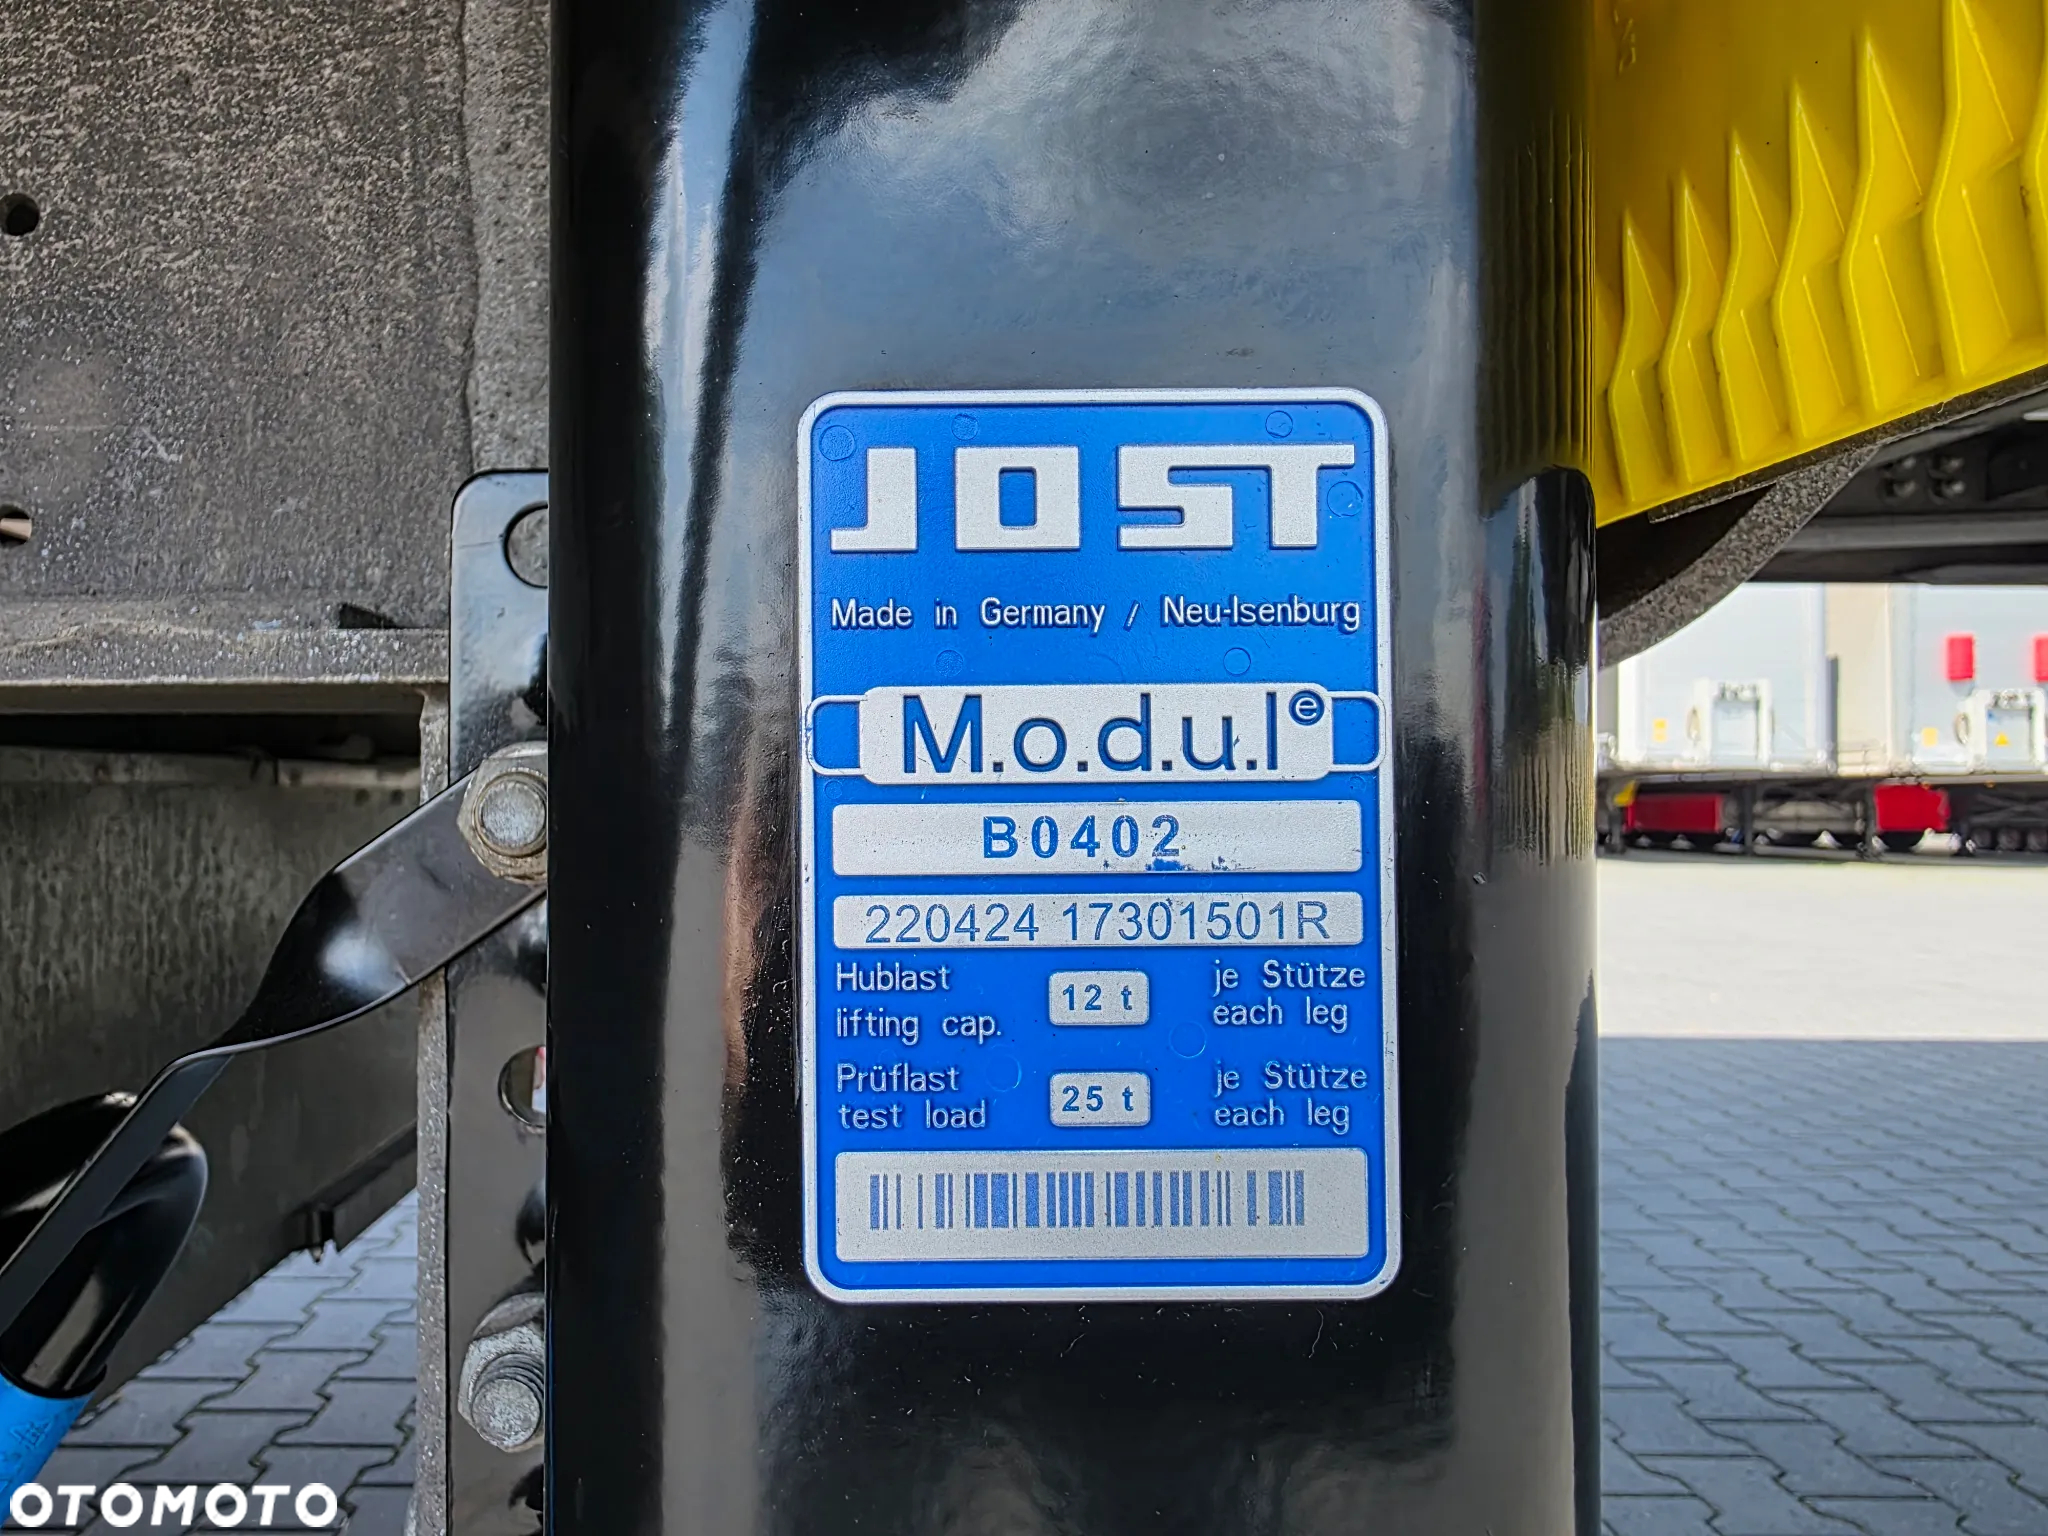 JOST
Made in Germany / Neu-Isenburg
M.o.d.u.l e
B0402
220424 17301501R
Hublast
lifting cap.
12 t
je Stütze
each leg
Prüflast
test load
25 t
je Stütze
each leg
OTOMOTO